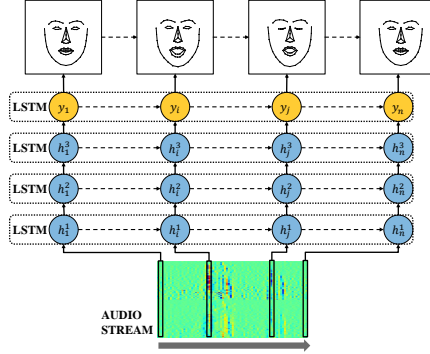 LSTM y₁ yᵢ yⱼ yₙ
LSTM h₁³ hᵢ³ hⱼ³ hₙ³
LSTM h₁² hᵢ² hⱼ² hₙ²
LSTM h₁¹ hᵢ¹ hⱼ¹ hₙ¹
AUDIO
STREAM